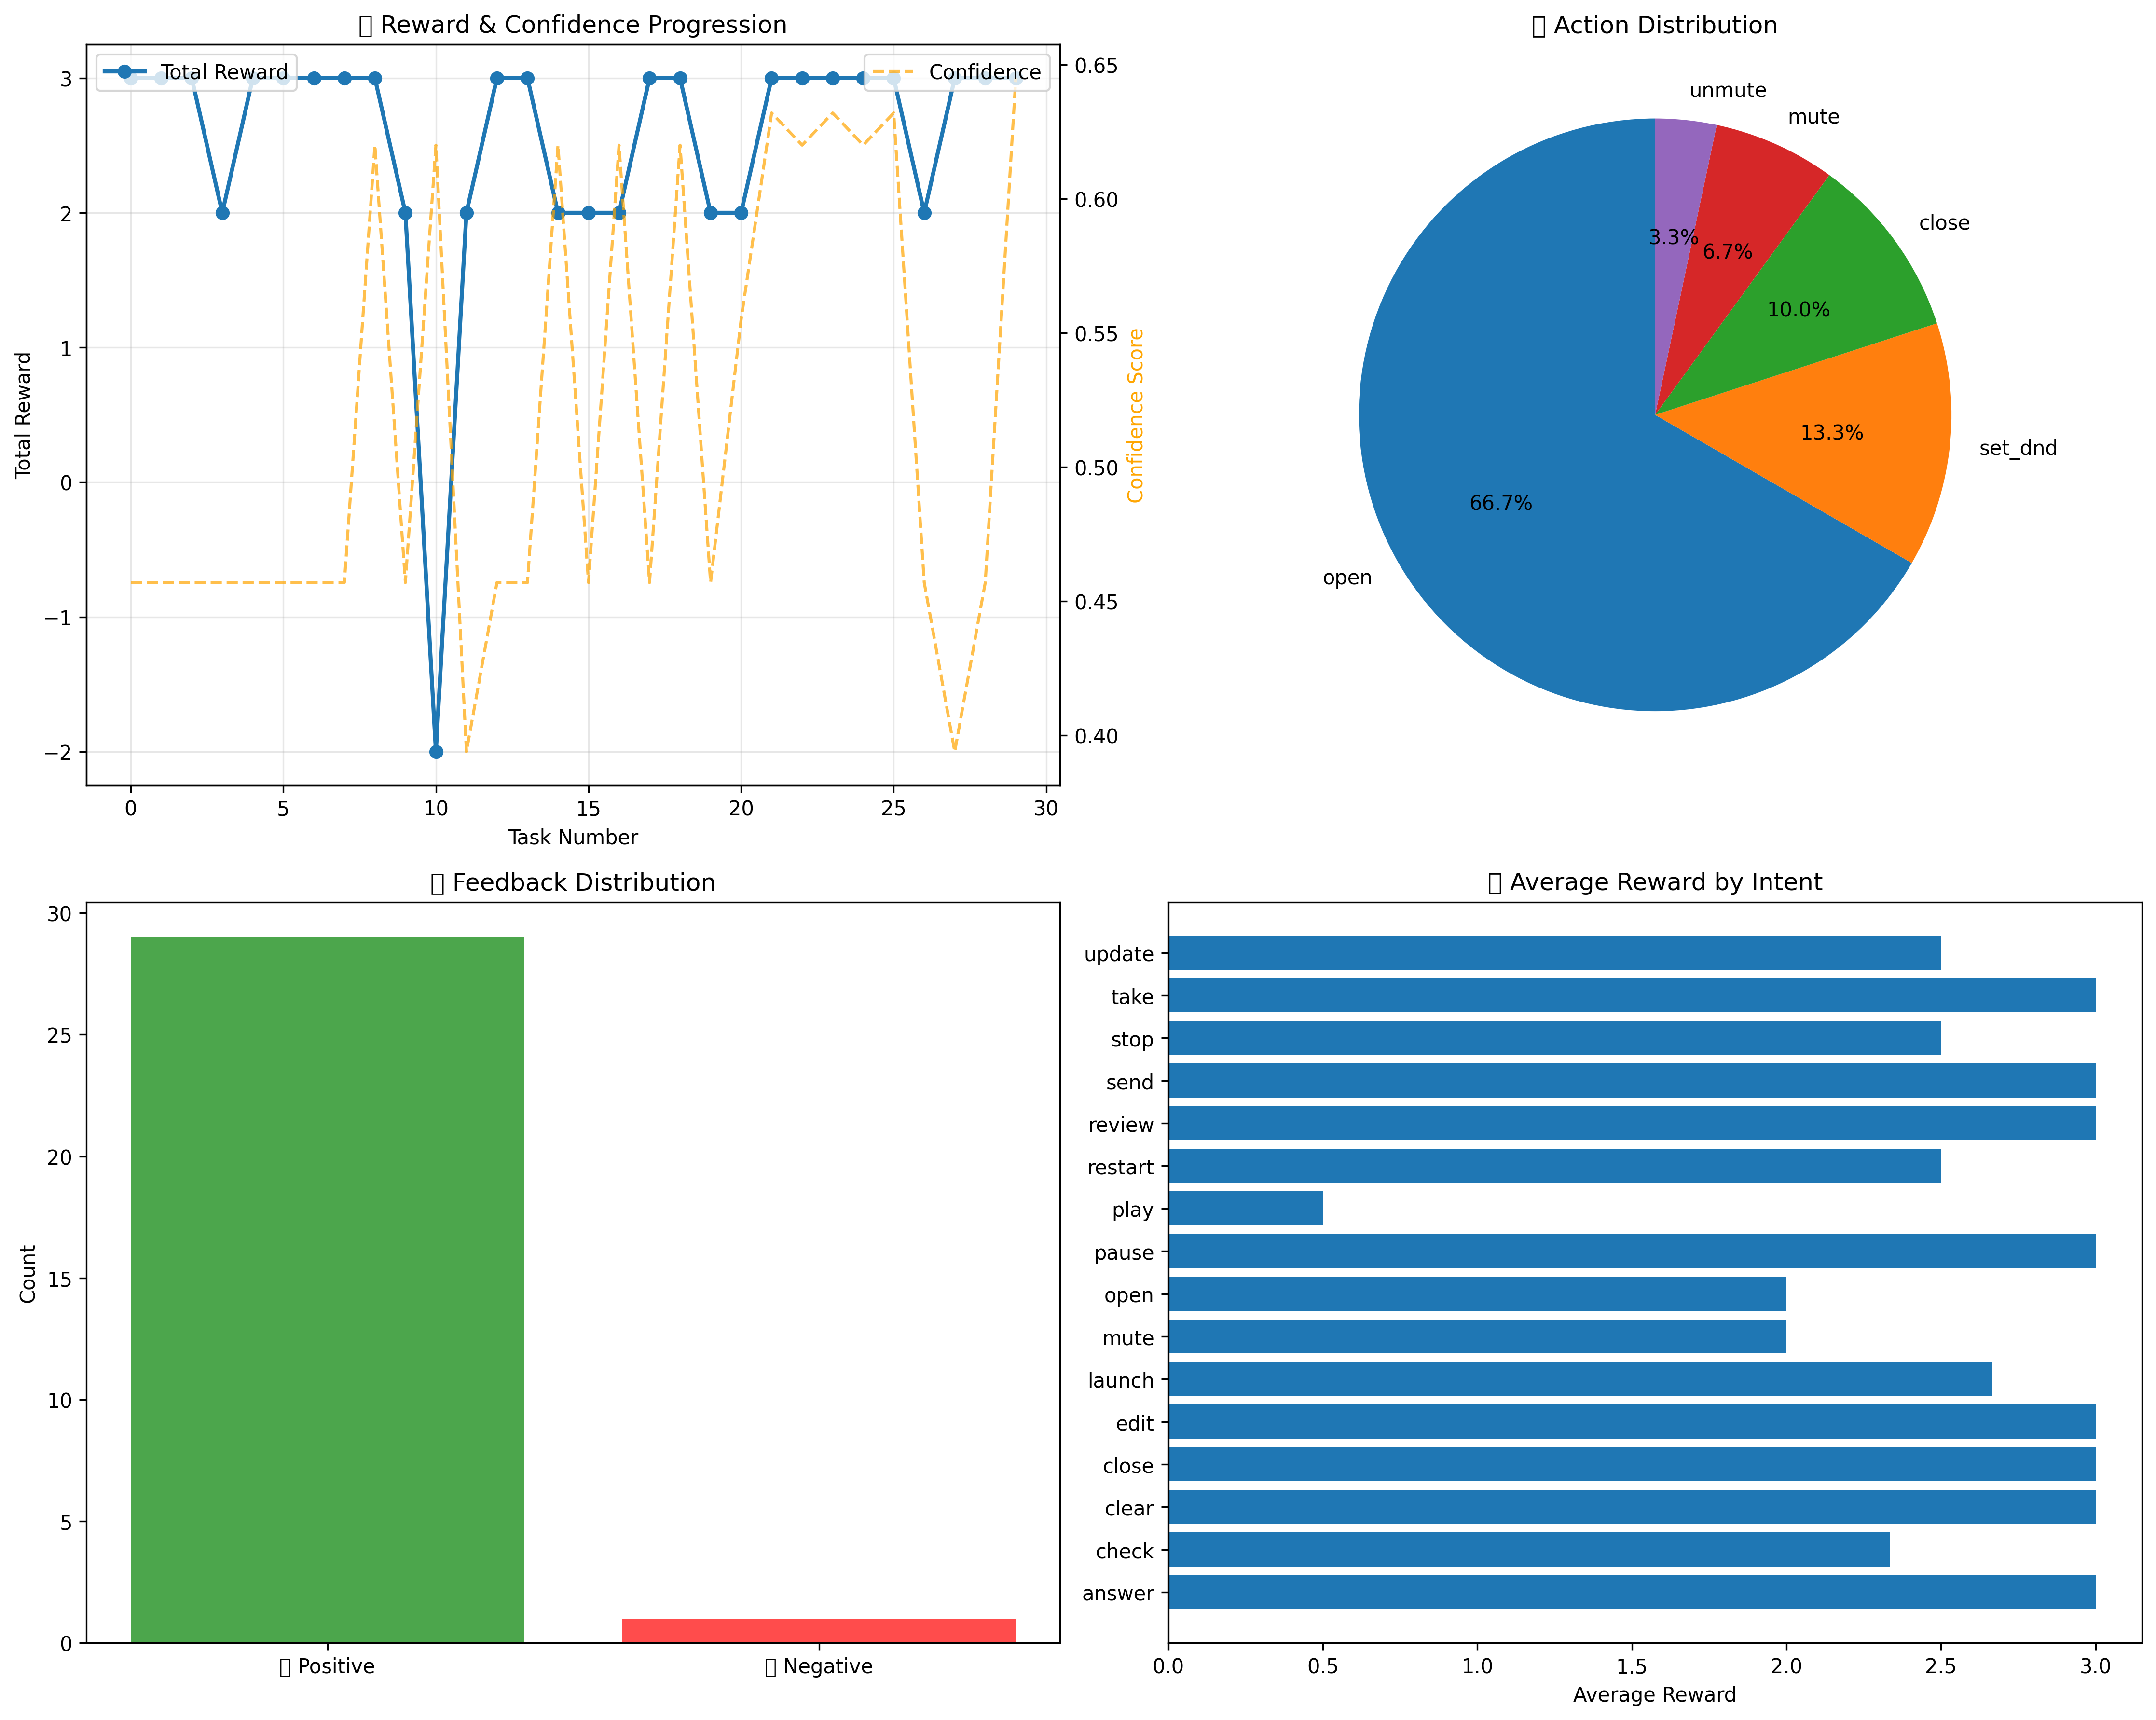 ▯ Reward & Confidence Progression
Total Reward
Confidence
3
2
1
0
−1
−2
Total Reward
0.65
0.60
0.55
0.50
0.45
0.40
Confidence Score
0 5 10 15 20 25 30
Task Number
▯ Action Distribution
unmute
mute
close
set_dnd
open
3.3%
6.7%
10.0%
13.3%
66.7%
▯ Feedback Distribution
30
25
20
15
10
5
0
Count
▯ Positive
▯ Negative
▯ Average Reward by Intent
update
take
stop
send
review
restart
play
pause
open
mute
launch
edit
close
clear
check
answer
0.0 0.5 1.0 1.5 2.0 2.5 3.0
Average Reward